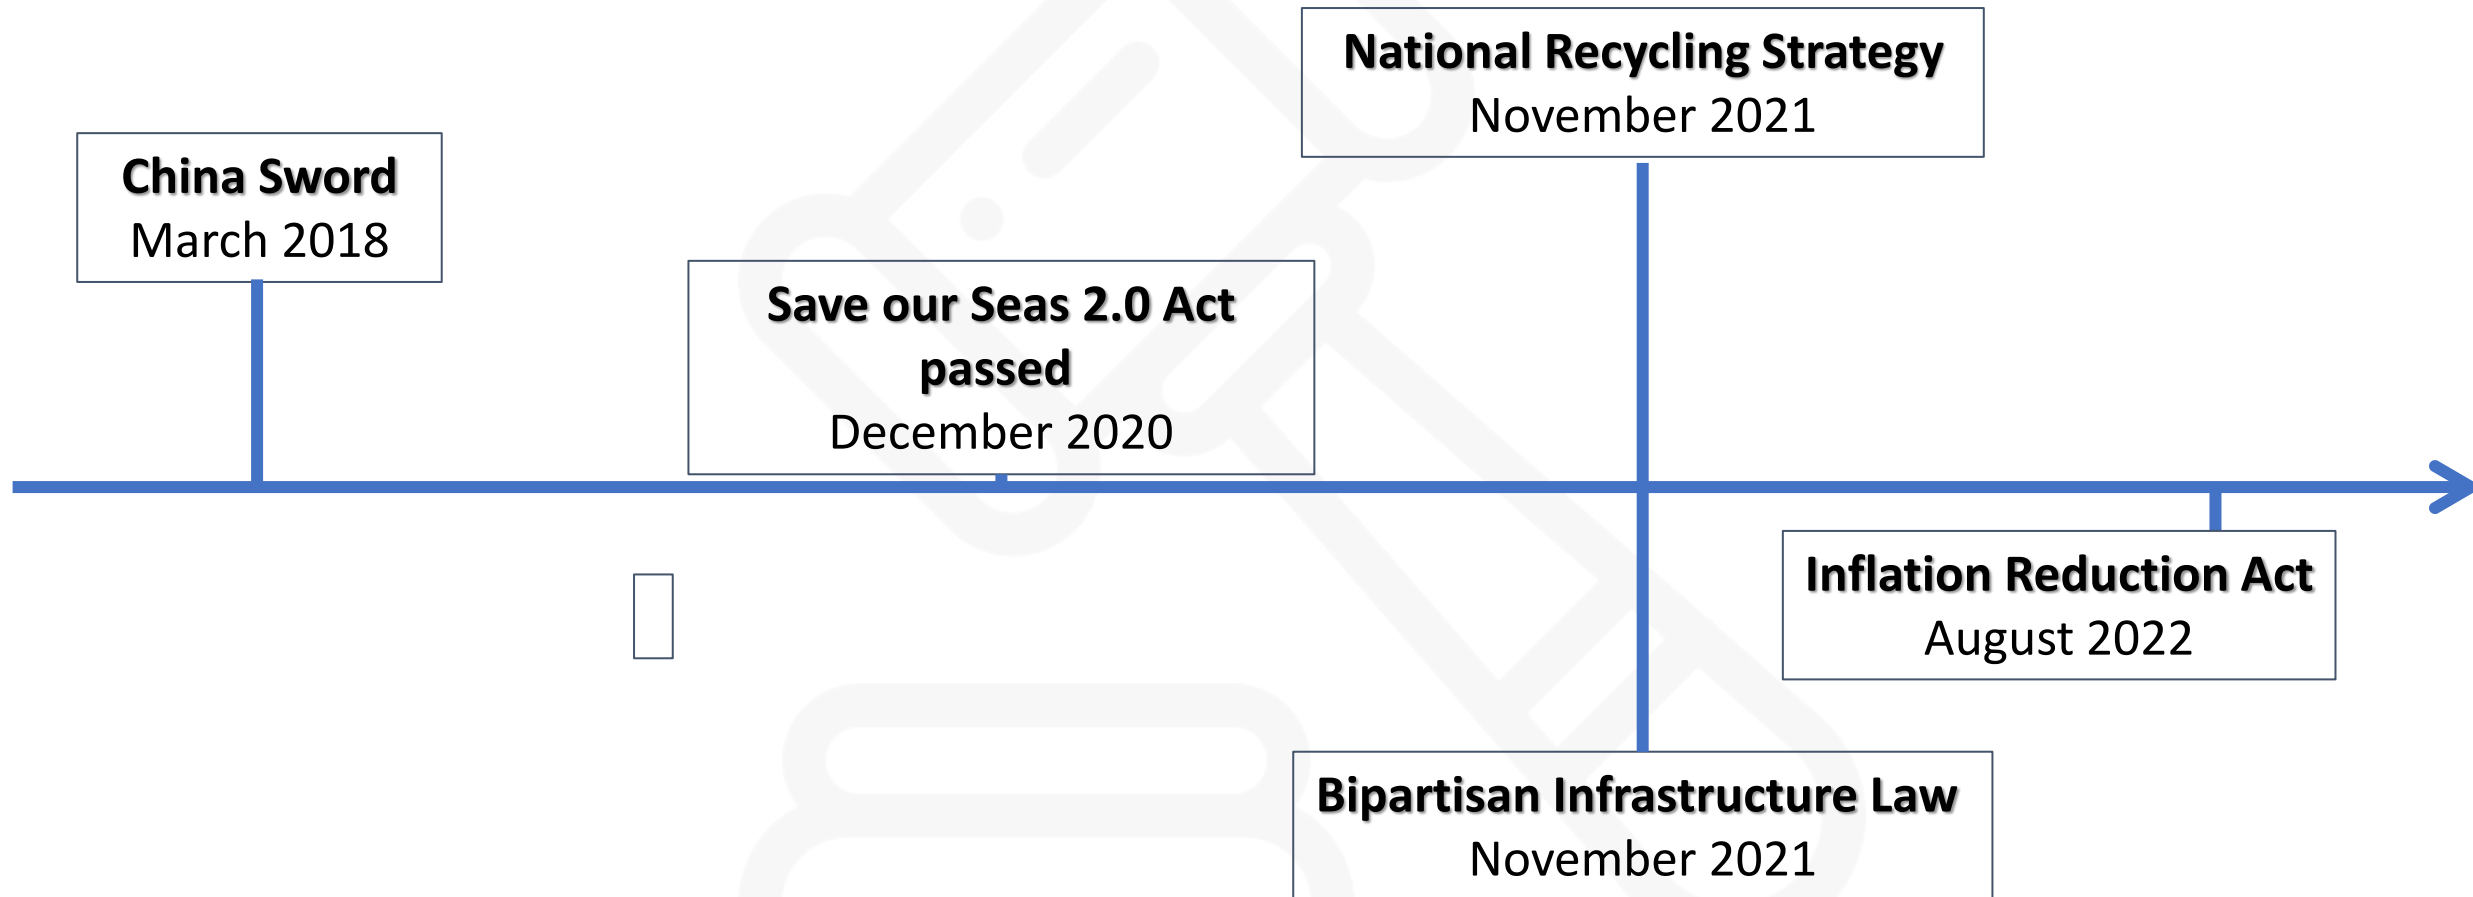 China Sword
March 2018
Save our Seas 2.0 Act
passed
December 2020
National Recycling Strategy
November 2021
Bipartisan Infrastructure Law
November 2021
Inflation Reduction Act
August 2022